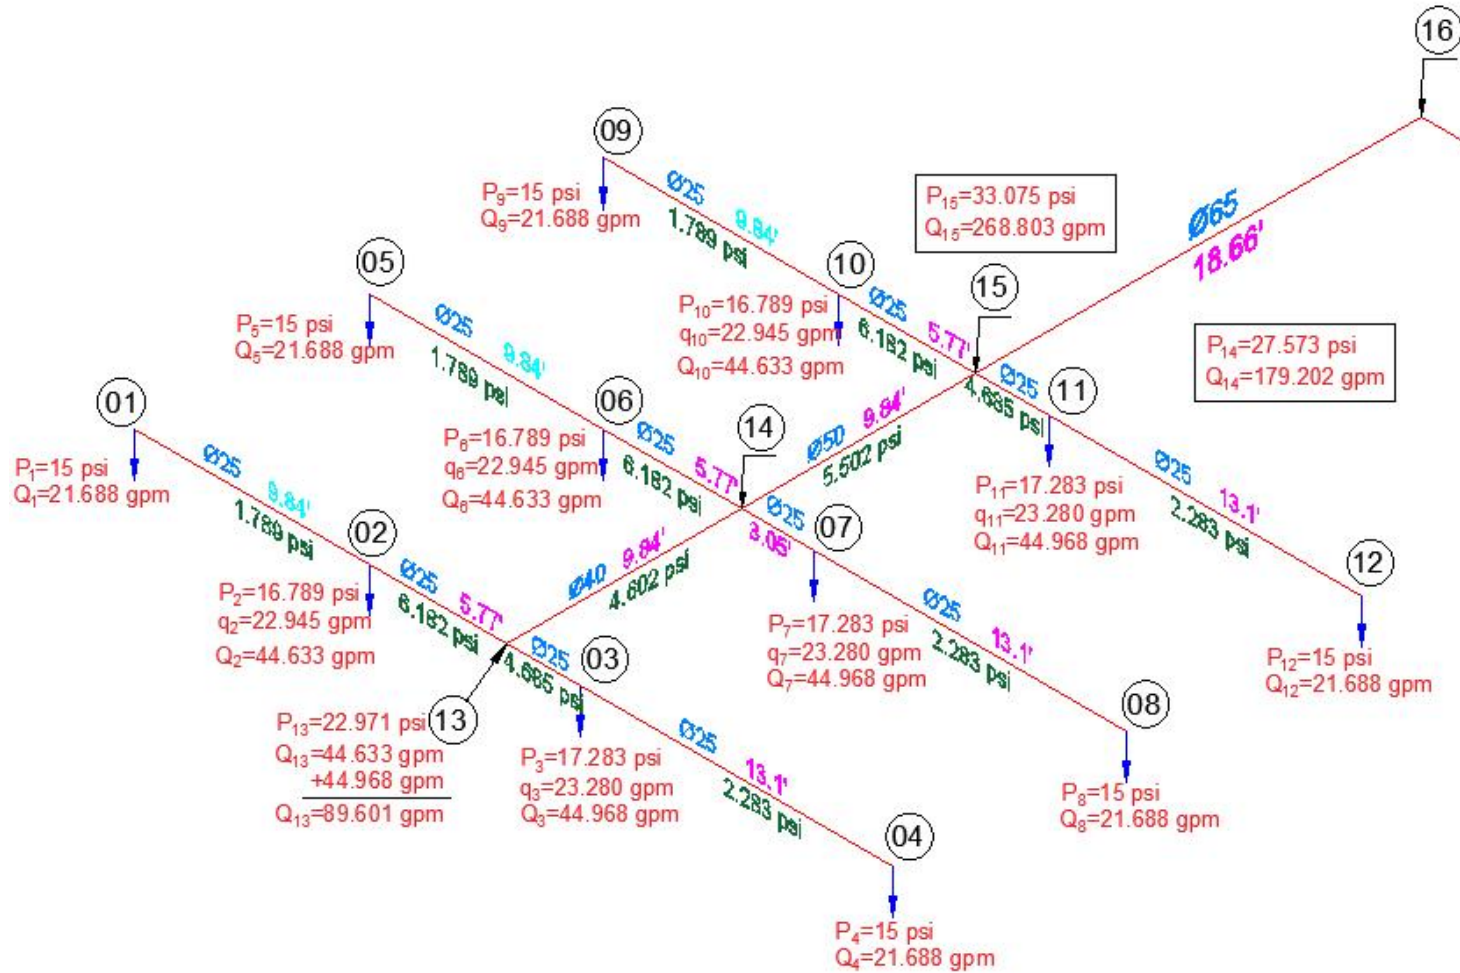 16
09
P9=15 psi
Q9=21.688 gpm
Ø25
9.84'
1.789 psi
P15=33.075 psi
Q15=268.803 gpm
Ø65
18.66'
05
P5=15 psi
Q5=21.688 gpm
Ø25
9.84'
1.789 psi
10
P10=16.789 psi
q10=22.945 gpm
Q10=44.633 gpm
Ø25
5.77'
6.182 psi
15
P14=27.573 psi
Q14=179.202 gpm
Ø25
4.685 psi
11
P11=17.283 psi
q11=23.280 gpm
Q11=44.968 gpm
Ø25
13.1'
2.283 psi
12
P12=15 psi
Q12=21.688 gpm
01
P1=15 psi
Q1=21.688 gpm
Ø25
9.84'
1.789 psi
06
P6=16.789 psi
q6=22.945 gpm
Q6=44.633 gpm
Ø25
5.77'
6.182 psi
14
Ø50
9.84'
5.502 psi
Ø25
3.05'
07
P7=17.283 psi
q7=23.280 gpm
Q7=44.968 gpm
Ø25
13.1'
2.283 psi
08
P8=15 psi
Q8=21.688 gpm
02
P2=16.789 psi
q2=22.945 gpm
Q2=44.633 gpm
Ø25
5.77'
6.182 psi
Ø40
9.84'
4.602 psi
13
P13=22.971 psi
Q13=44.633 gpm
+44.968 gpm
Q13=89.601 gpm
Ø25
4.685 psi
03
P3=17.283 psi
q3=23.280 gpm
Q3=44.968 gpm
Ø25
13.1'
2.283 psi
04
P4=15 psi
Q4=21.688 gpm